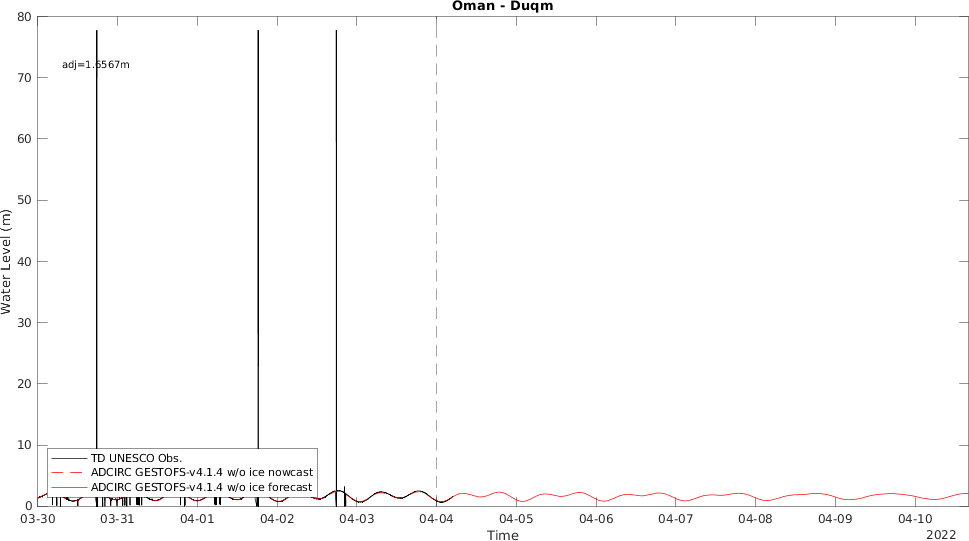 Oman - Duqm
80
adj=1.6567m
70
60
50
40
30
20
10
0
Water Level (m)
TD UNESCO Obs.
ADCIRC GESTOFS-v4.1.4 w/o ice nowcast
ADCIRC GESTOFS-v4.1.4 w/o ice forecast
03-30 03-31 04-01 04-02 04-03 04-04 04-05 04-06 04-07 04-08 04-09 04-10
Time
2022